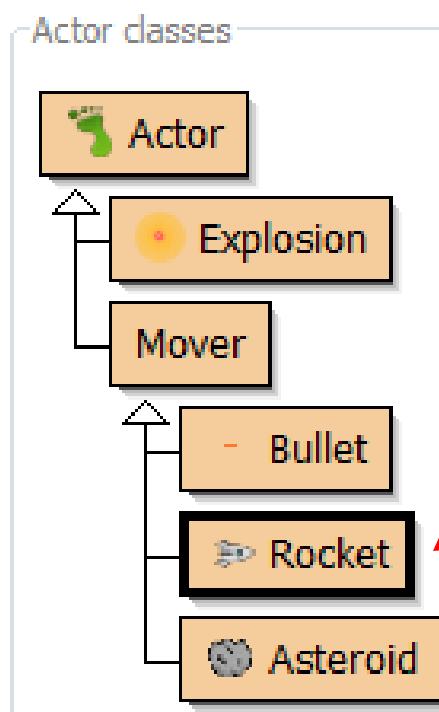 Actor classes
Actor
Explosion
Mover
Bullet
Rocket
Asteroid